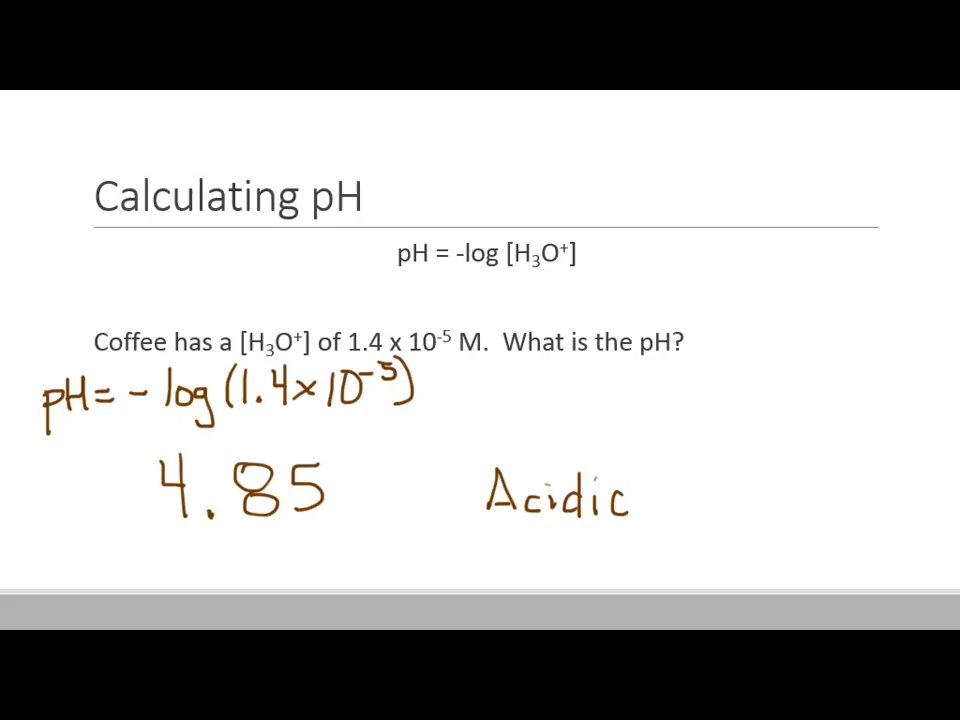 Calculating pH
pH = -log [H₃O⁺]
Coffee has a [H₃O⁺] of 1.4 x 10⁻⁵ M. What is the pH?
pH = - log (1.4 x 10⁻⁵)
4.85 Acidic